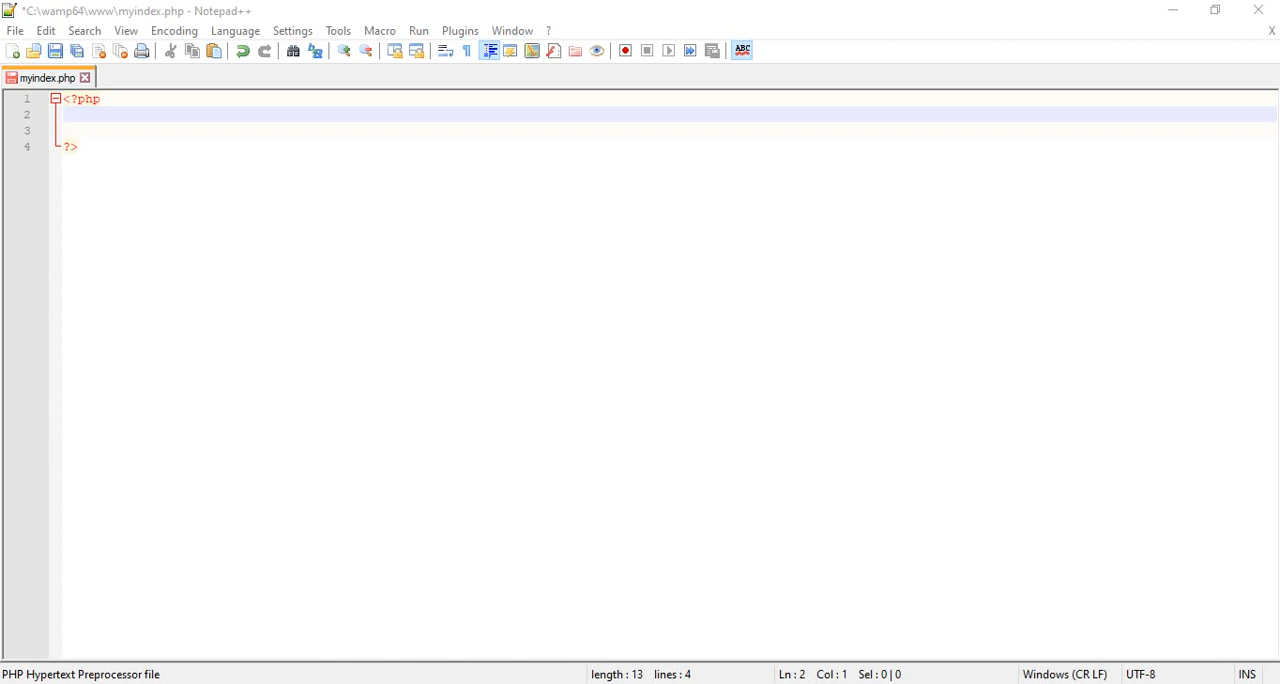 *C:\wamp64\www\myindex.php - Notepad++
File Edit Search View Encoding Language Settings Tools Macro Run Plugins Window ? X
ABC
myindex.php
1 <?php
2
3
4 ?>
PHP Hypertext Preprocessor file length : 13 lines : 4 Ln : 2 Col : 1 Sel : 0 | 0 Windows (CR LF) UTF-8 INS